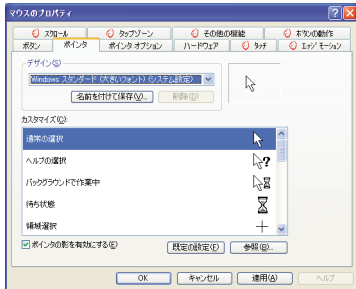 マウスのプロパティ
スクロール タップゾーン その他の機能 ボタンの動作
ボタン ポインタ ポインタ オプション ハードウェア タッチ エッジ モーション
デザイン(S)
Windows スタンダード (大きいフォント) (システム設定)
名前を付けて保存(V)... 削除(D)
カスタマイズ(C):
通常の選択
ヘルプの選択
バックグラウンドで作業中
待ち状態
領域選択
ポインタの影を有効にする(E)
既定の設定(F) 参照(B)...
OK キャンセル 適用(A) ヘルプ